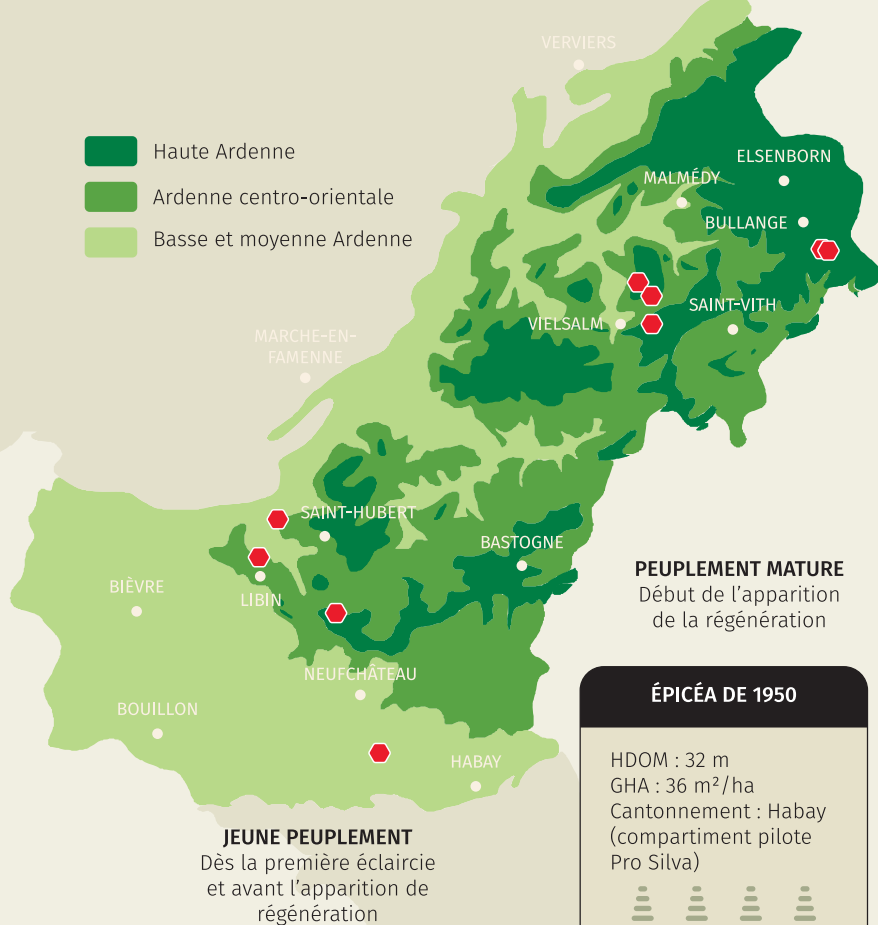 VERVIERS
Haute Ardenne
Ardenne centro-orientale
Basse et moyenne Ardenne
ELSENBORN
MALMÉDY
BULLANGE
SAINT-VITH
VIELSALM
MARCHE-EN-
FAMENNE
SAINT-HUBERT
BASTOGNE
BIÈVRE
LIBIN
NEUFCHÂTEAU
BOUILLON
HABAY
PEUPLEMENT MATURE
Début de l’apparition
de la régénération
ÉPICÉA DE 1950
HDOM : 32 m
GHA : 36 m²/ha
Cantonnement : Habay
(compartiment pilote
Pro Silva)
JEUNE PEUPLEMENT
Dès la première éclaircie
et avant l’apparition de
régénération